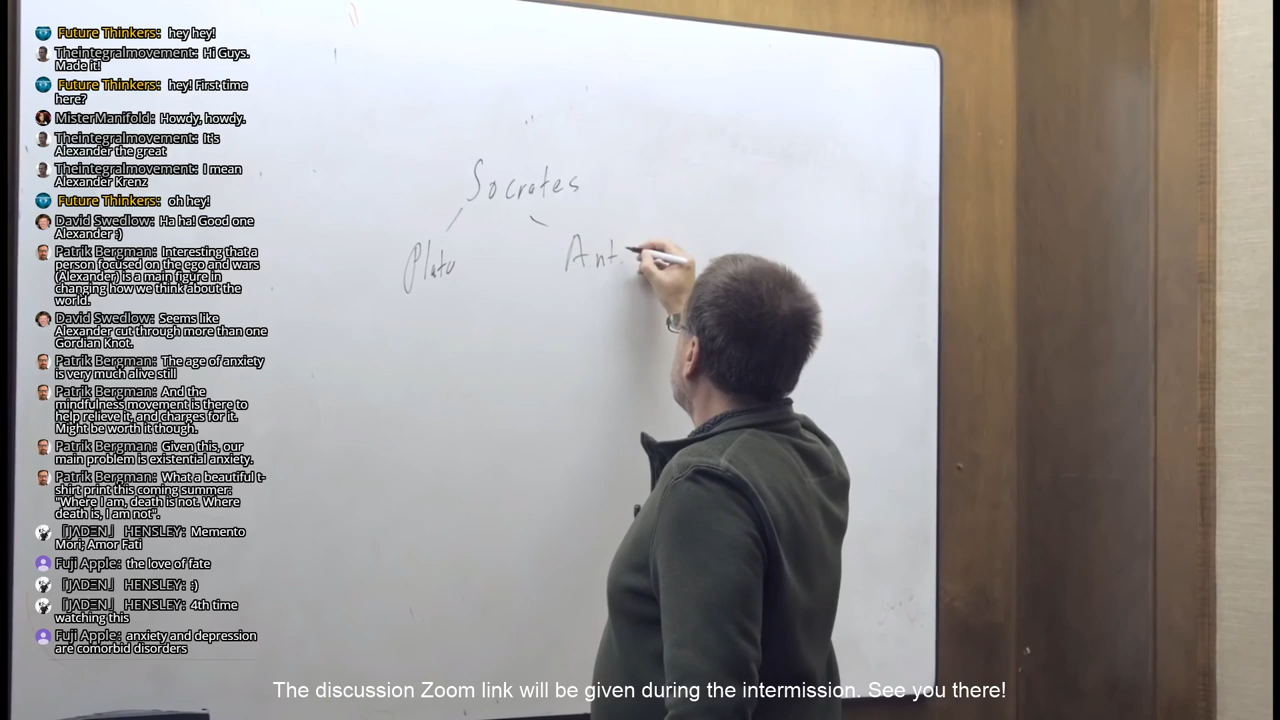 Future Thinkers: hey hey!
Theintegralmovement: Hi Guys.
Made it!
Future Thinkers: hey! First time
here?
MisterManifold: Howdy, howdy.
Theintegralmovement: It's
Alexander the great
Theintegralmovement: I mean
Alexander Krenz
Future Thinkers: oh hey!
David Swedlow: Ha ha! Good one
Alexander :)
Patrik Bergman: Interesting that a
person focused on the ego and wars
(Alexander) is a main figure in
changing how we think about the
world.
David Swedlow: Seems like
Alexander cut through more than one
Gordian Knot.
Patrik Bergman: The age of anxiety
is very much alive still
Patrik Bergman: And the
mindfulness movement is there to
help relieve it, and charges for it.
Might be worth it though.
Patrik Bergman: Given this, our
main problem is existential anxiety.
Patrik Bergman: What a beautiful t-
shirt print this coming summer:
"Where I am, death is not. Where
death is, I am not".
「JΛDΞN」 HENSLEY: Memento
Mori; Amor Fati
Fuji Apple: the love of fate
「JΛDΞN」 HENSLEY: :)
「JΛDΞN」 HENSLEY: 4th time
watching this
Fuji Apple: anxiety and depression
are comorbid disorders
Socrates
Plato Ant.
The discussion Zoom link will be given during the intermission. See you there!